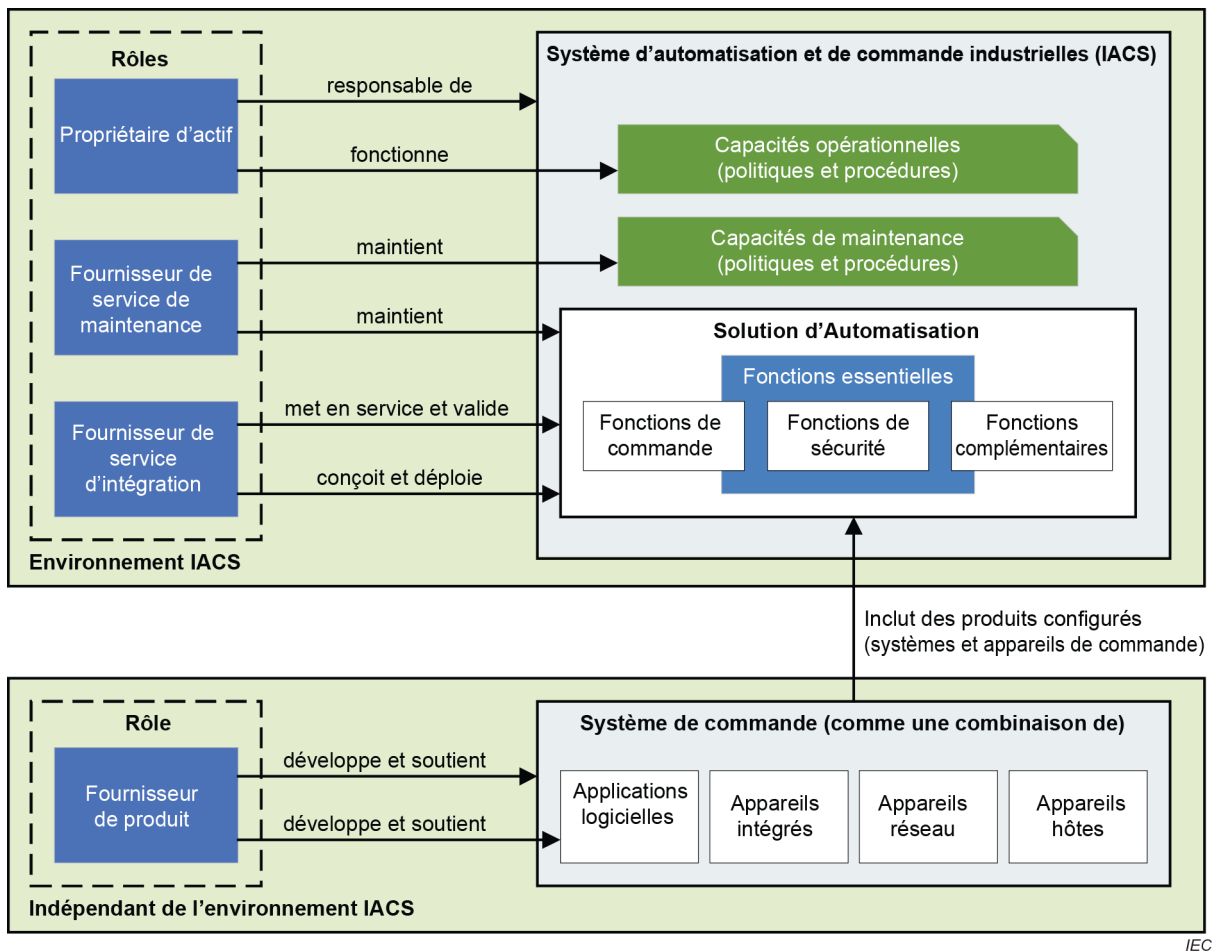 Rôles
Système d’automatisation et de commande industrielles (IACS)
Propriétaire d’actif
responsable de
fonctionne
Capacités opérationnelles
(politiques et procédures)
Fournisseur de
service de
maintenance
maintient
Capacités de maintenance
(politiques et procédures)
maintient
Solution d’Automatisation
Fonctions essentielles
Fonctions de
commande
Fonctions de
sécurité
Fonctions
complémentaires
Fournisseur de
service
d’intégration
met en service et valide
conçoit et déploie
Environnement IACS
Inclut des produits configurés
(systèmes et appareils de commande)
Rôle
Système de commande (comme une combinaison de)
Fournisseur
de produit
développe et soutient
développe et soutient
Applications
logicielles
Appareils
intégrés
Appareils
réseau
Appareils
hôtes
Indépendant de l’environnement IACS
IEC